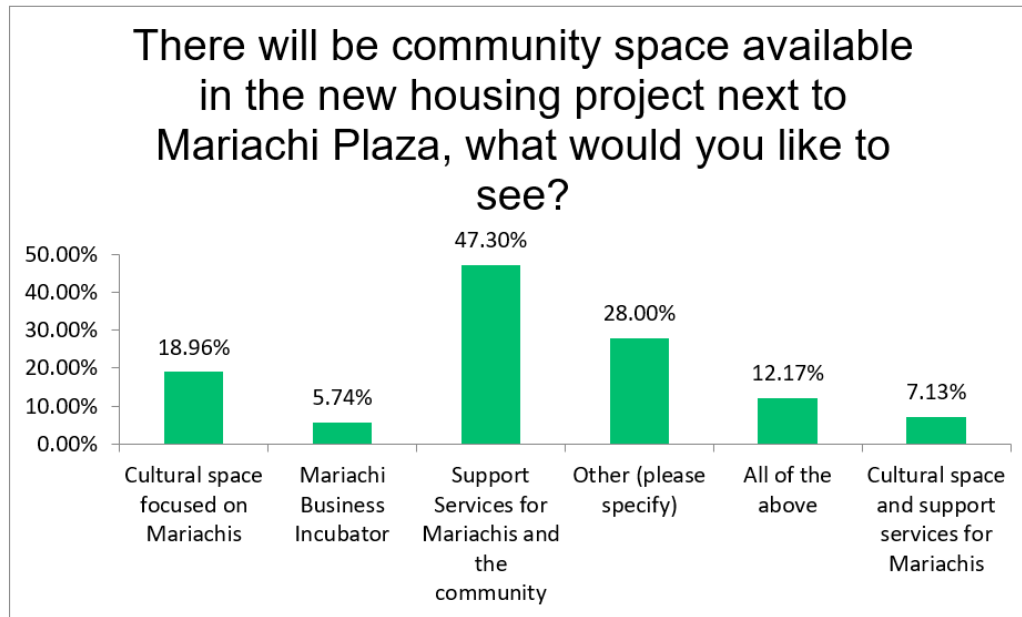 There will be community space available
in the new housing project next to
Mariachi Plaza, what would you like to
see?
47.30%
50.00%
40.00%
30.00%
20.00%
10.00%
0.00%
18.96%
5.74%
28.00%
12.17%
7.13%
Cultural space
focused on
Mariachis
Mariachi
Business
Incubator
Support
Services for
Mariachis and
the
community
Other (please
specify)
All of the
above
Cultural space
and support
services for
Mariachis